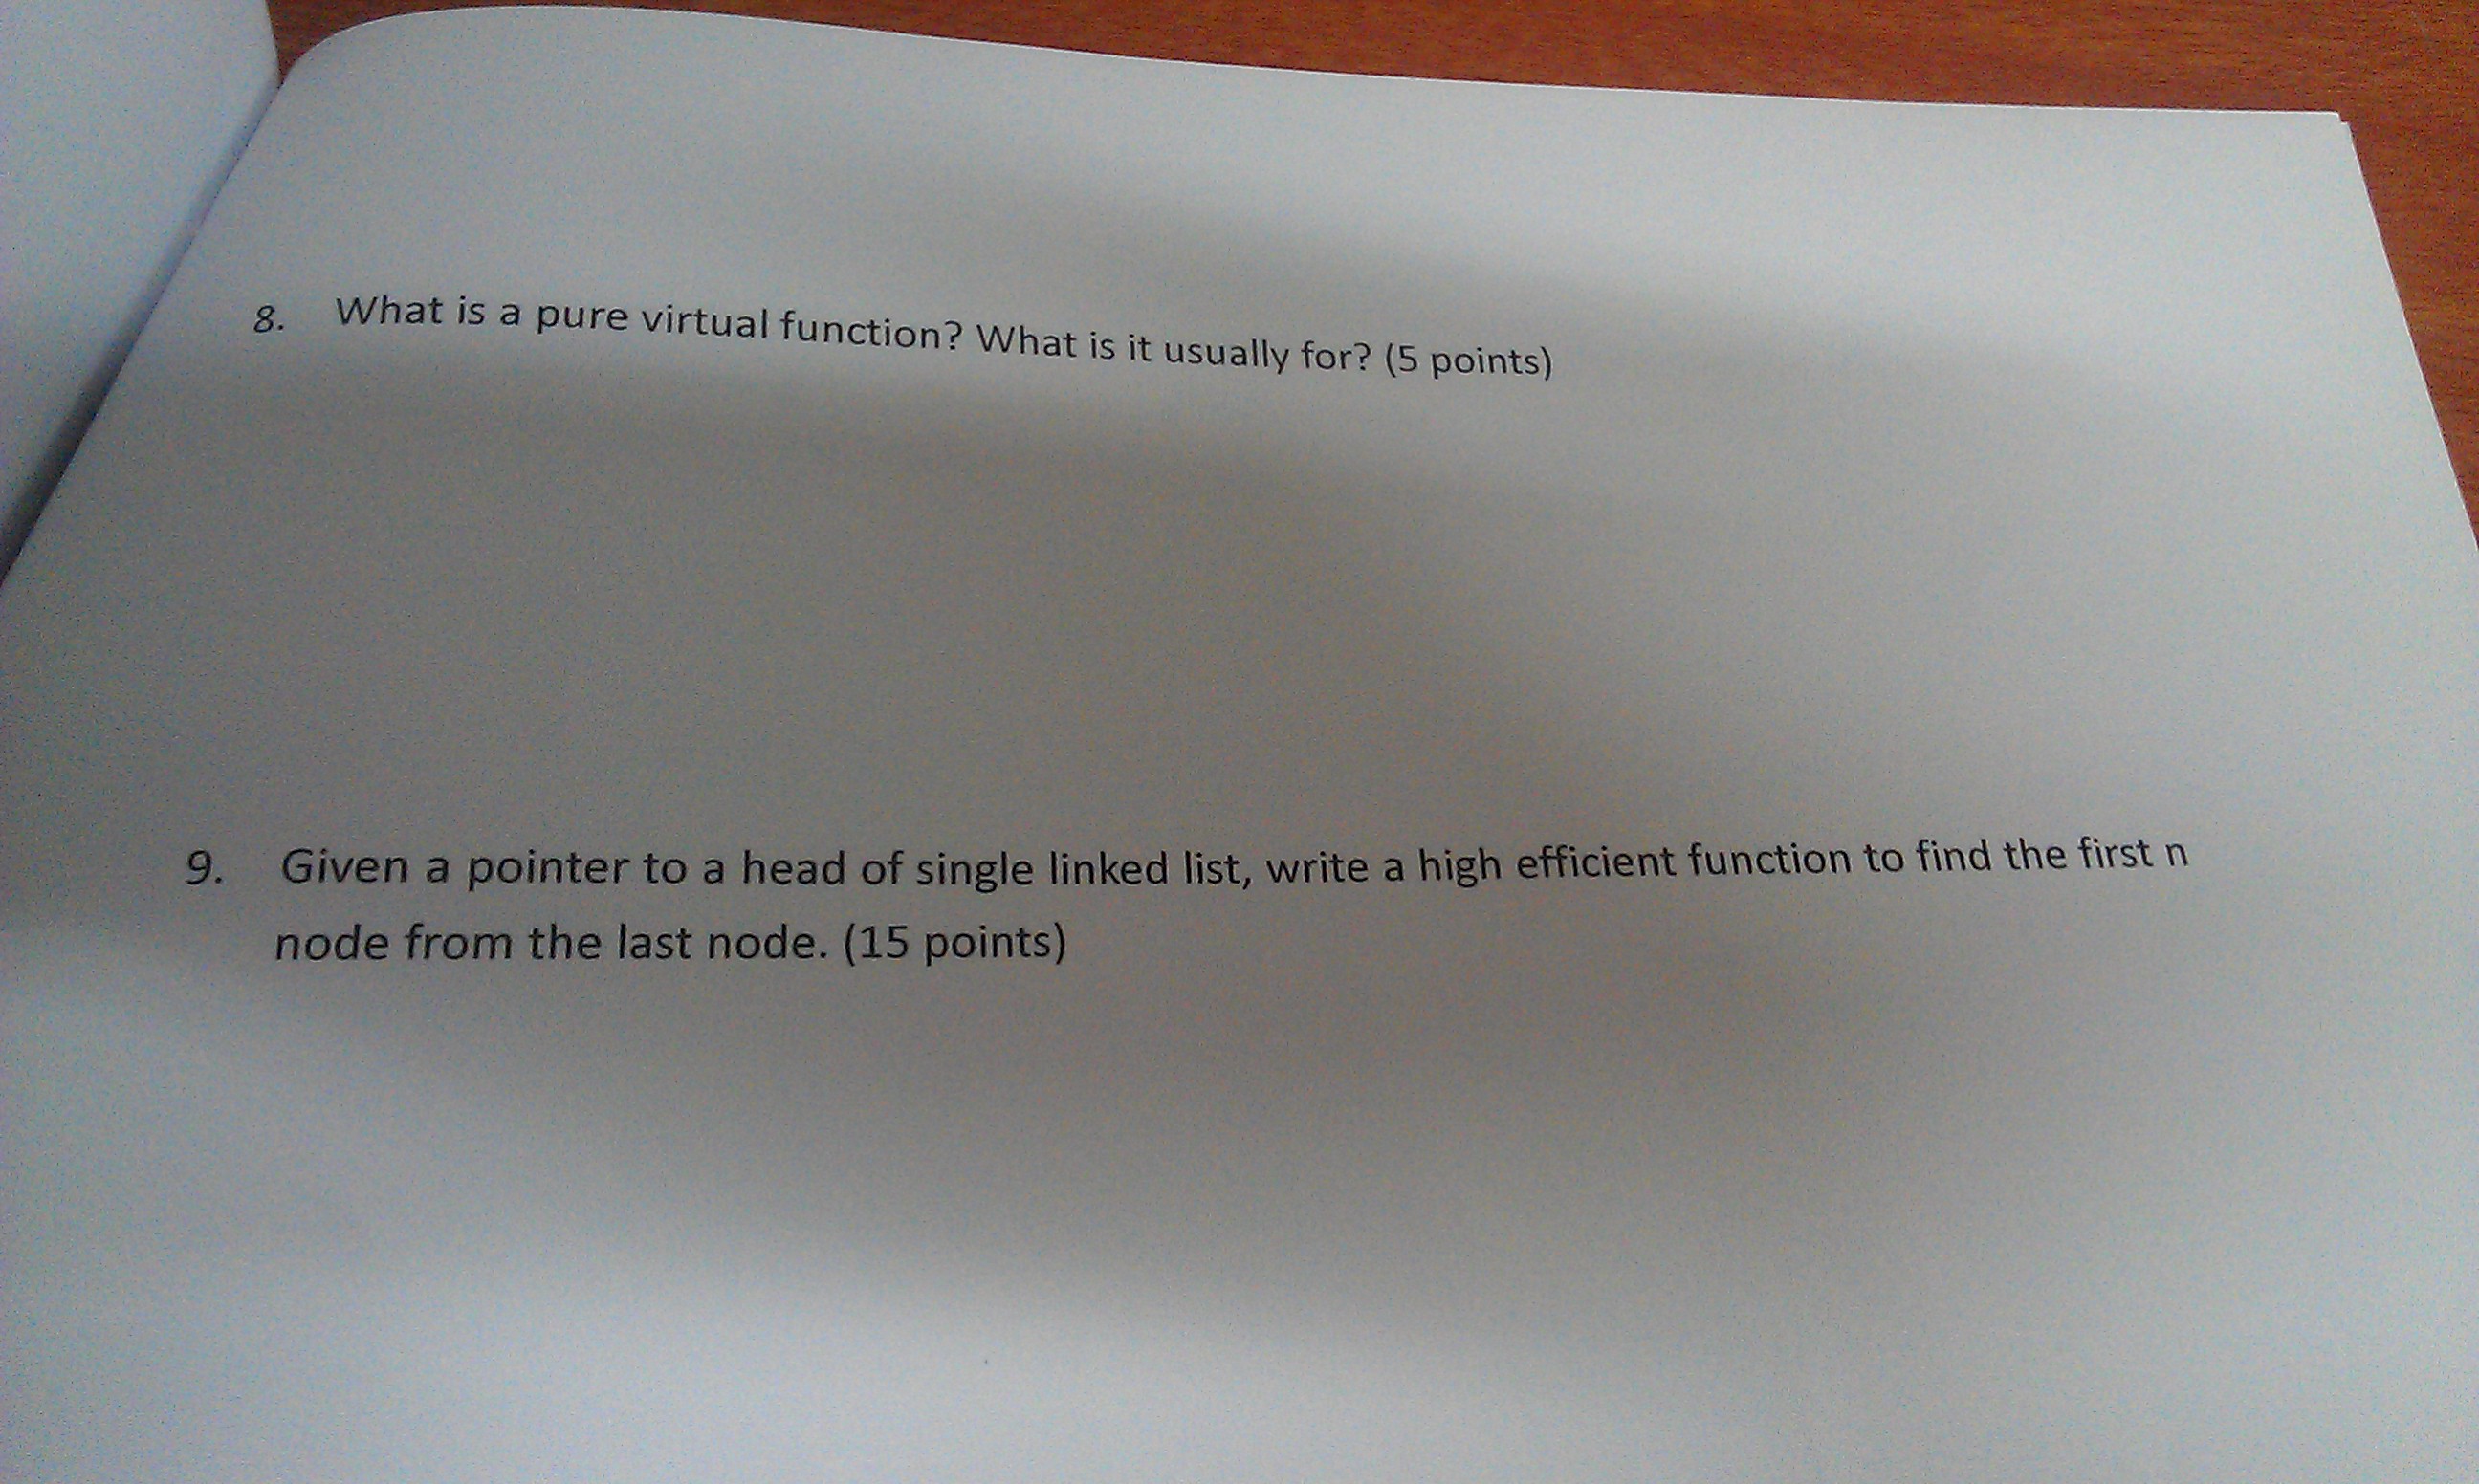 8. What is a pure virtual function? What is it usually for? (5 points)
9. Given a pointer to a head of single linked list, write a high efficient function to find the first n
node from the last node. (15 points)